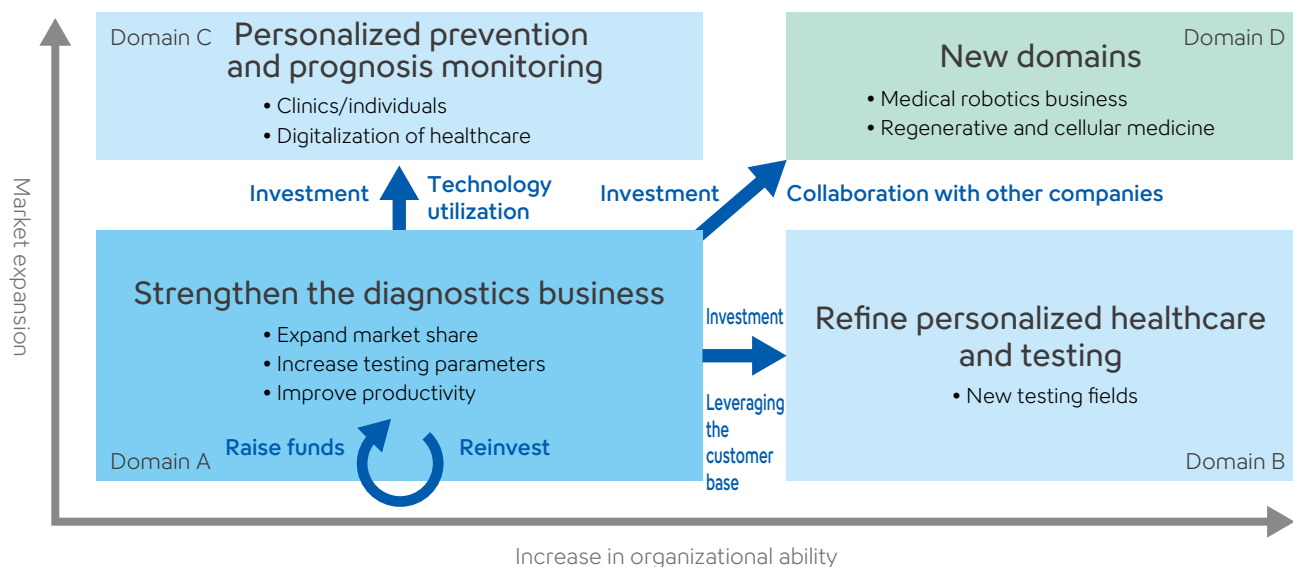 Domain C
Personalized prevention
and prognosis monitoring
• Clinics/individuals
• Digitalization of healthcare
Domain D
New domains
• Medical robotics business
• Regenerative and cellular medicine
Investment
Technology
utilization
Investment
Collaboration with other companies
Market expansion
Strengthen the diagnostics business
• Expand market share
• Increase testing parameters
• Improve productivity
Raise funds
Reinvest
Domain A
Investment
Leveraging
the
customer
base
Refine personalized healthcare
and testing
• New testing fields
Domain B
Increase in organizational ability